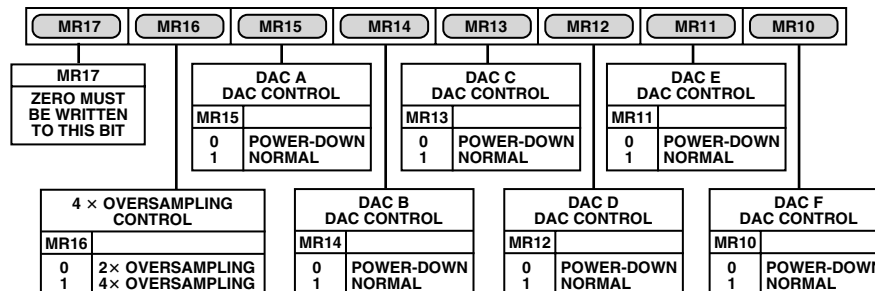 MR17 MR16 MR15 MR14 MR13 MR12 MR11 MR10
MR17
ZERO MUST
BE WRITTEN
TO THIS BIT
DAC A
DAC CONTROL
MR15
0 POWER-DOWN
1 NORMAL
DAC C
DAC CONTROL
MR13
0 POWER-DOWN
1 NORMAL
DAC E
DAC CONTROL
MR11
0 POWER-DOWN
1 NORMAL
4 × OVERSAMPLING
CONTROL
MR16
0 2× OVERSAMPLING
1 4× OVERSAMPLING
DAC B
DAC CONTROL
MR14
0 POWER-DOWN
1 NORMAL
DAC D
DAC CONTROL
MR12
0 POWER-DOWN
1 NORMAL
DAC F
DAC CONTROL
MR10
0 POWER-DOWN
1 NORMAL